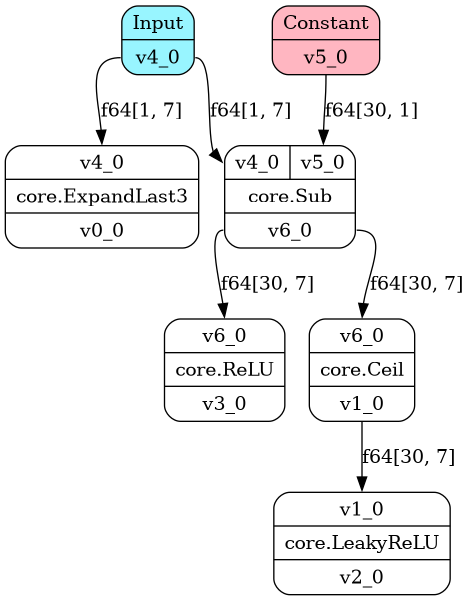 Input
v4_0
Constant
v5_0
f64[1, 7]
f64[1, 7]
f64[30, 1]
v4_0
core.ExpandLast3
v0_0
v4_0
v5_0
core.Sub
v6_0
f64[30, 7]
f64[30, 7]
v6_0
core.ReLU
v3_0
v6_0
core.Ceil
v1_0
f64[30, 7]
v1_0
core.LeakyReLU
v2_0